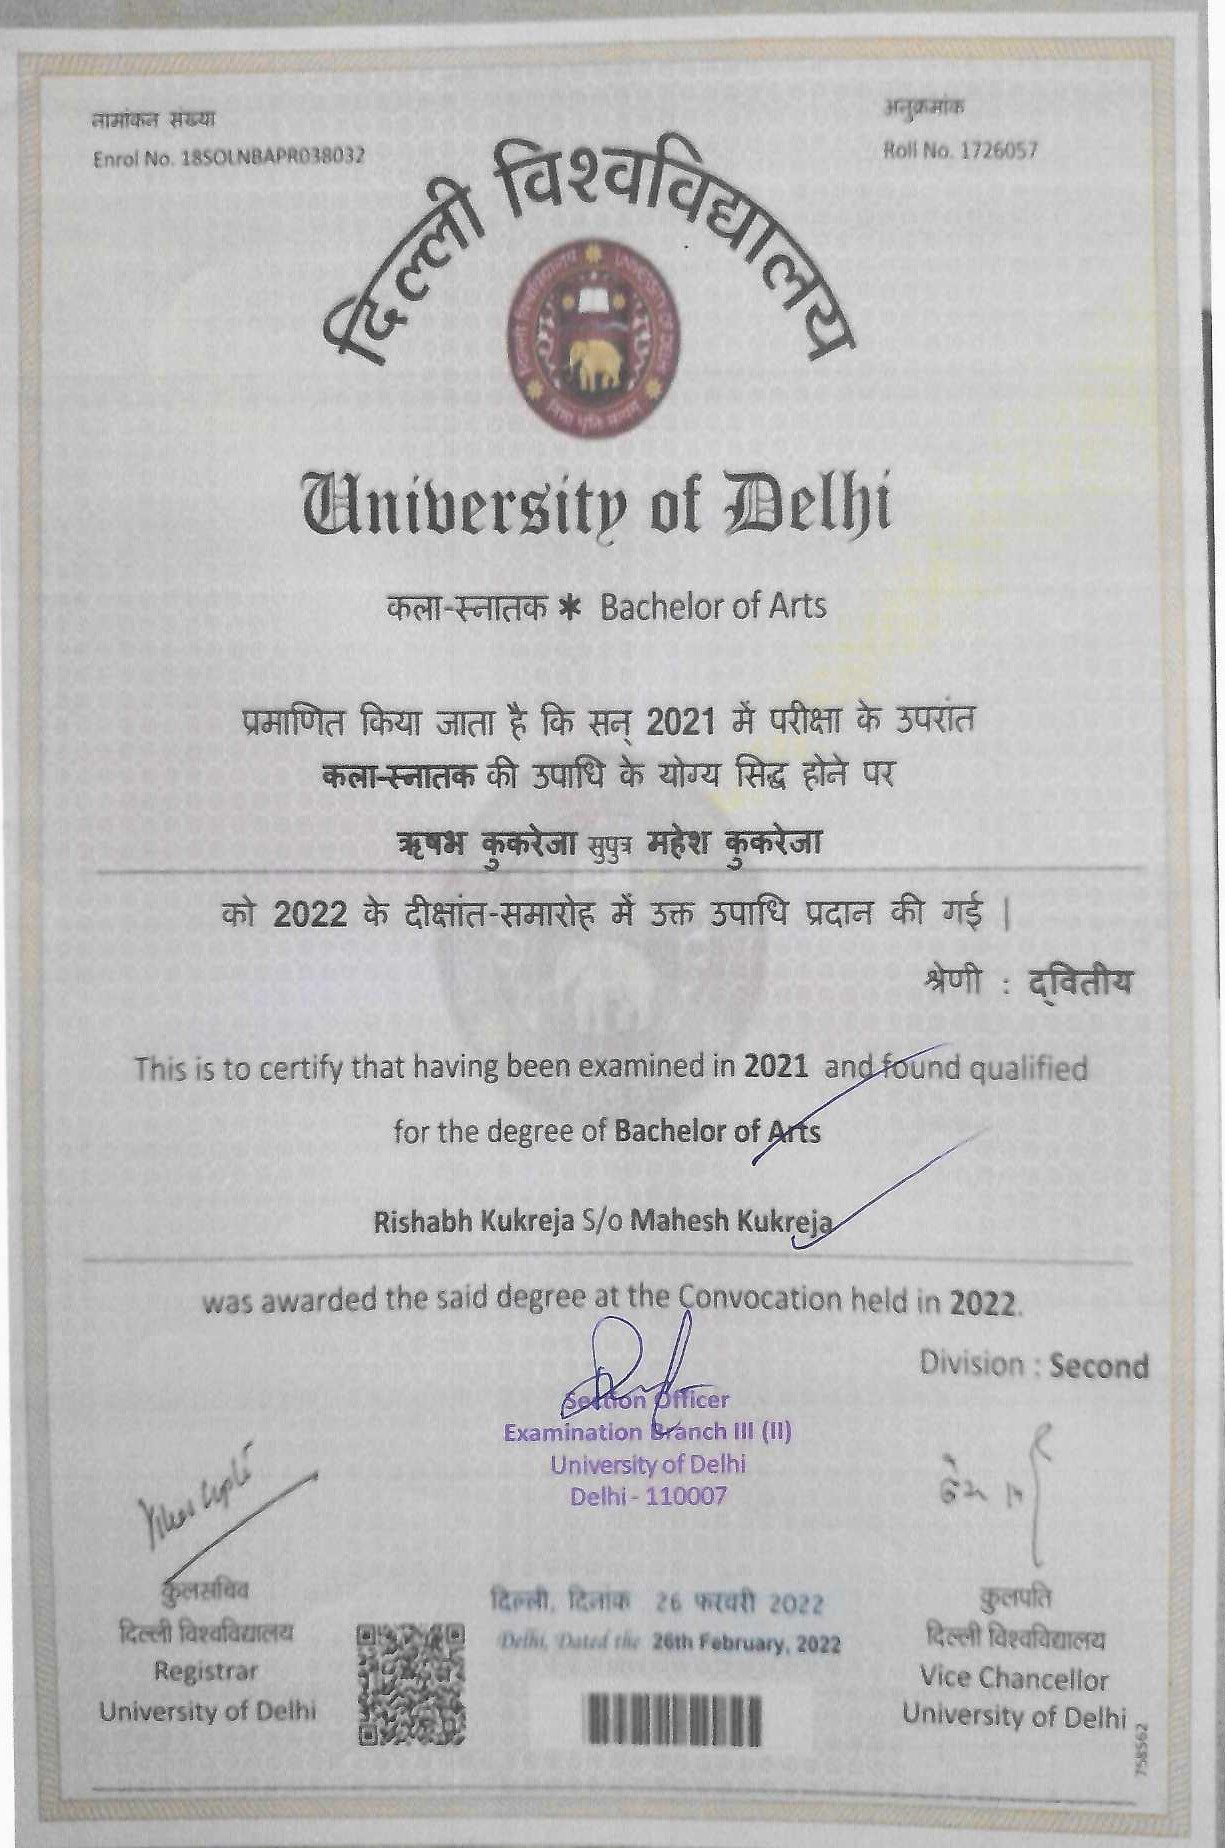 नामांकन संख्या
Enrol No. 18SOLNBAPR038032
अनुक्रमांक
Roll No. 1726057
दिल्ली विश्वविद्यालय
University of Delhi
कला-स्नातक * Bachelor of Arts
प्रमाणित किया जाता है कि सन् 2021 में परीक्षा के उपरांत
कला-स्नातक की उपाधि के योग्य सिद्ध होने पर
ऋषभ कुकरेजा सुपुत्र महेश कुकरेजा
को 2022 के दीक्षांत-समारोह में उक्त उपाधि प्रदान की गई |
श्रेणी : द्वितीय
This is to certify that having been examined in 2021 and found qualified
for the degree of Bachelor of Arts
Rishabh Kukreja S/o Mahesh Kukreja
was awarded the said degree at the Convocation held in 2022.
Division : Second
Section Officer
Examination Branch III (II)
University of Delhi
Delhi - 110007
कुलसचिव
दिल्ली विश्वविद्यालय
Registrar
University of Delhi
दिल्ली, दिनांक 26 फरवरी 2022
Delhi, Dated the 26th February, 2022
कुलपति
दिल्ली विश्वविद्यालय
Vice Chancellor
University of Delhi
758562